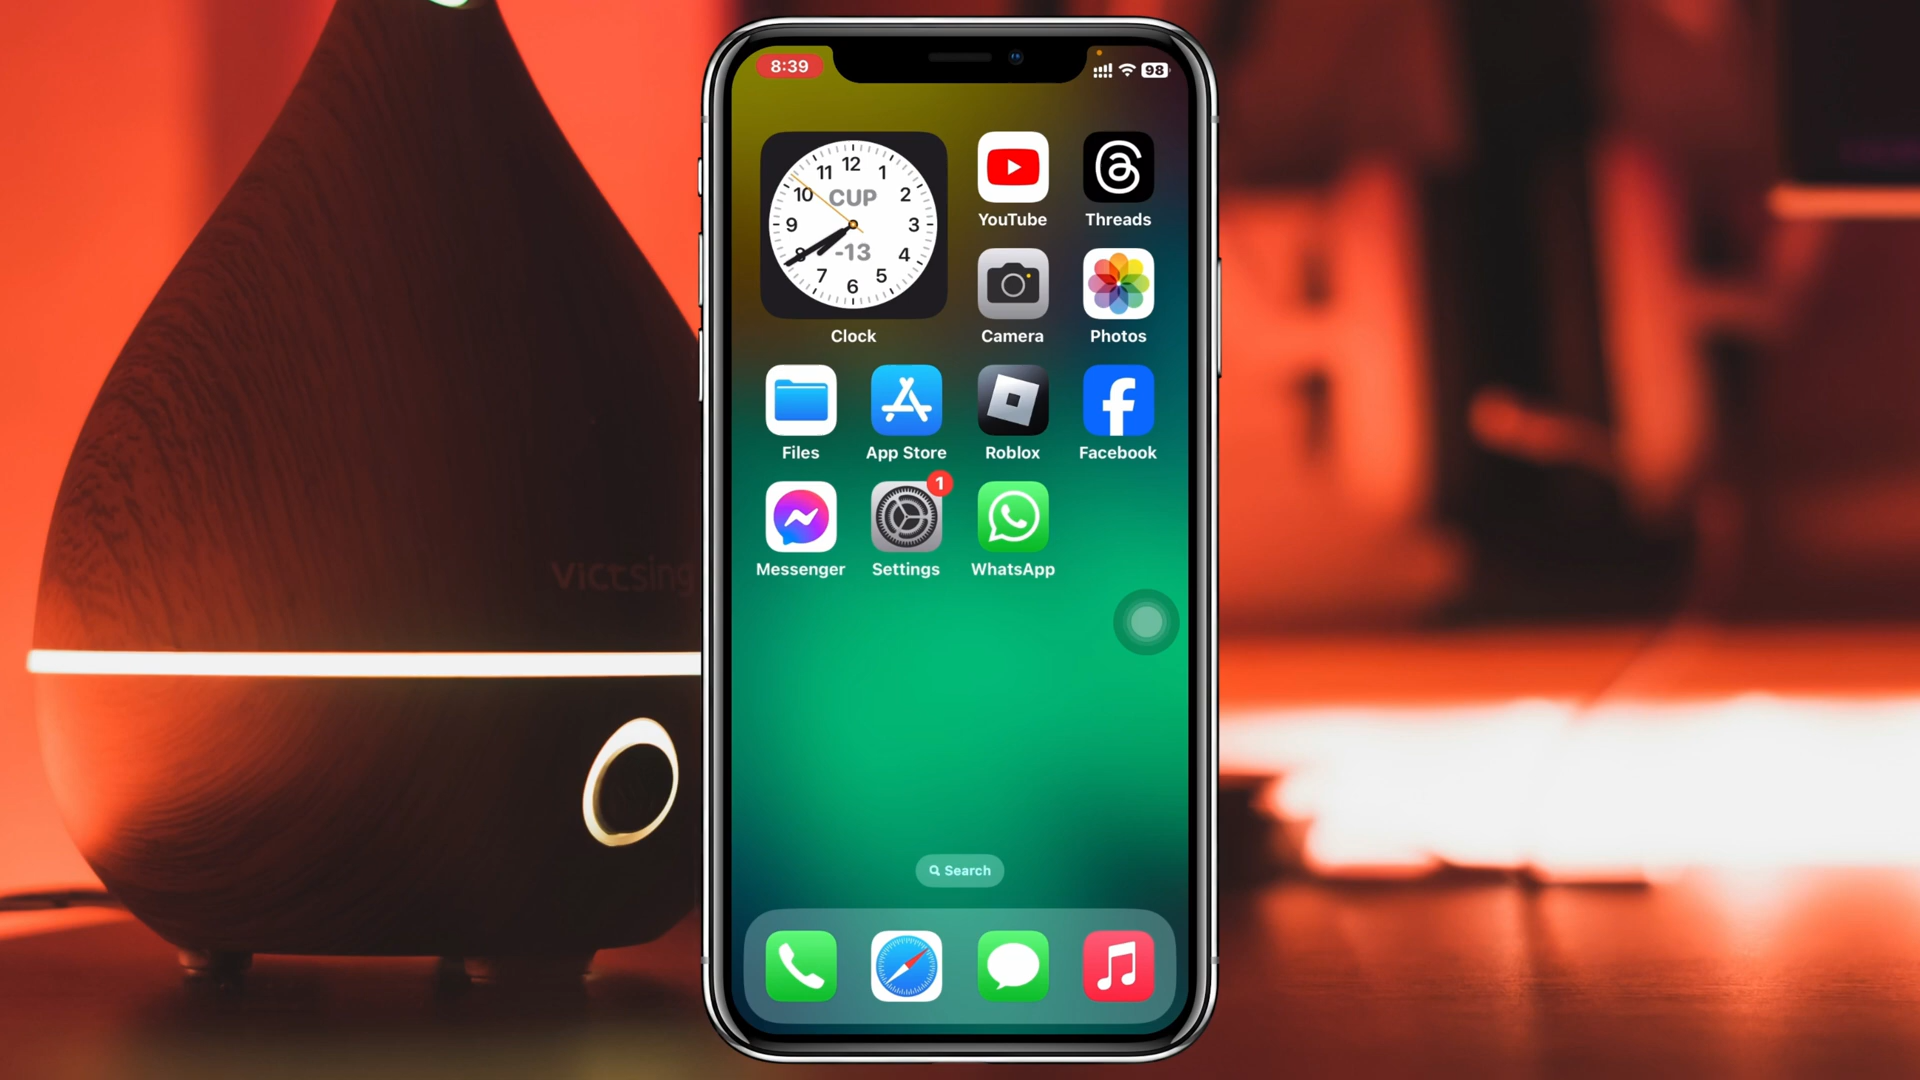 8:39
98
12
11
1
10
CUP
2
9
3
8
-13
4
7
5
6
YouTube
Threads
Clock
Camera
Photos
Files
App Store
Roblox
Facebook
1
Messenger
Settings
WhatsApp
VicTsing
Search